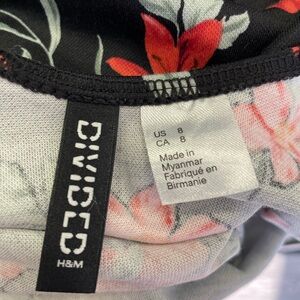 DIVIDED
H&M
US 8
CA 8
Made in
Myanmar
Fabriqué en
Birmanie